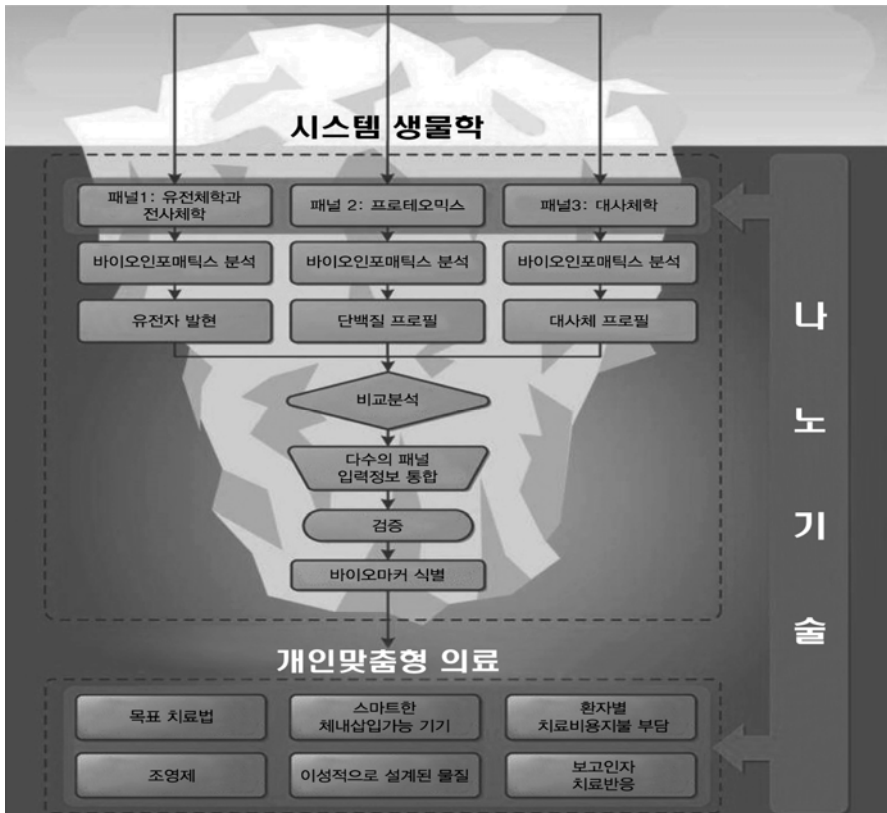 시스템 생물학
패널1: 유전체학과
전사체학
패널 2: 프로테오믹스
패널3: 대사체학
바이오인포매틱스 분석
바이오인포매틱스 분석
바이오인포매틱스 분석
유전자 발현
단백질 프로필
대사체 프로필
비교분석
다수의 패널
입력정보 통합
검증
바이오마커 식별
나
노
기
술
개인맞춤형 의료
목표 치료법
스마트한
체내삽입가능 기기
환자별
치료비용지불 부담
조영제
이성적으로 설계된 물질
보고인자
치료반응